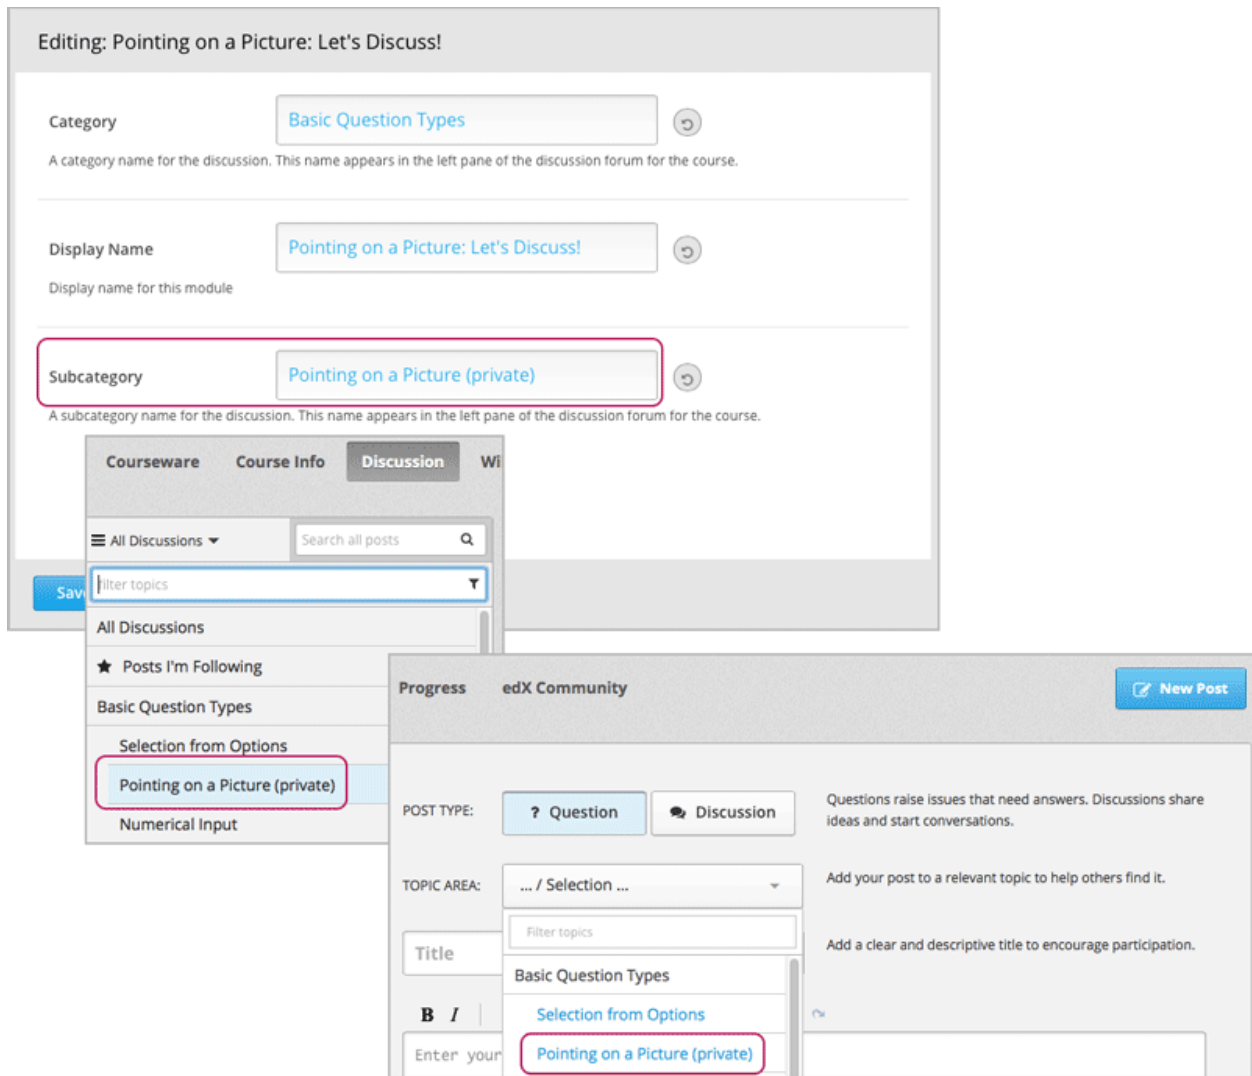 Editing: Pointing on a Picture: Let's Discuss!
Category
Basic Question Types
A category name for the discussion. This name appears in the left pane of the discussion forum for the course.
Display Name
Pointing on a Picture: Let's Discuss!
Display name for this module
Subcategory
Pointing on a Picture (private)
A subcategory name for the discussion. This name appears in the left pane of the discussion forum for the course.
Courseware Course Info Discussion Wi
All Discussions
Search all posts
filter topics
Sav
All Discussions
Posts I'm Following
Basic Question Types
Selection from Options
Pointing on a Picture (private)
Numerical Input
Progress edX Community
New Post
POST TYPE:
? Question
Discussion
Questions raise issues that need answers. Discussions share
ideas and start conversations.
TOPIC AREA:
... / Selection ...
Add your post to a relevant topic to help others find it.
Filter topics
Title
Add a clear and descriptive title to encourage participation.
Basic Question Types
B I
Selection from Options
Enter your
Pointing on a Picture (private)